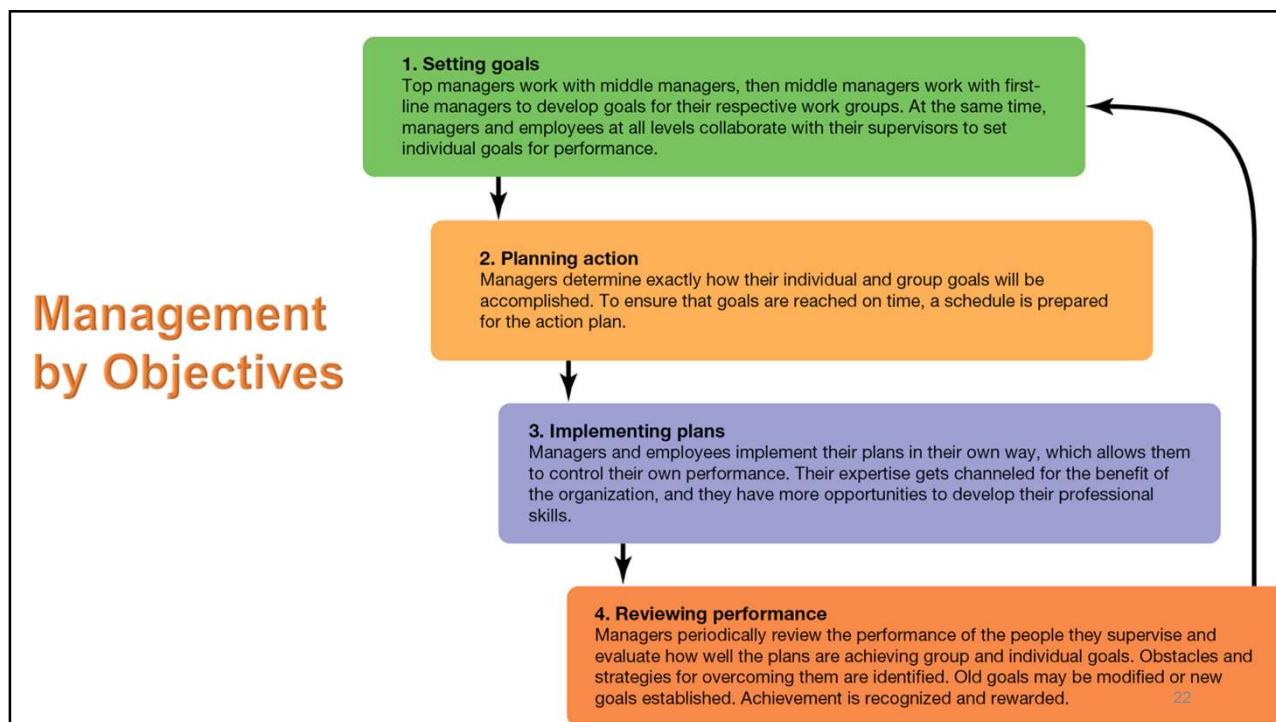 Management
by Objectives
1. Setting goals
Top managers work with middle managers, then middle managers work with first-
line managers to develop goals for their respective work groups. At the same time,
managers and employees at all levels collaborate with their supervisors to set
individual goals for performance.
2. Planning action
Managers determine exactly how their individual and group goals will be
accomplished. To ensure that goals are reached on time, a schedule is prepared
for the action plan.
3. Implementing plans
Managers and employees implement their plans in their own way, which allows them
to control their own performance. Their expertise gets channeled for the benefit of
the organization, and they have more opportunities to develop their professional
skills.
4. Reviewing performance
Managers periodically review the performance of the people they supervise and
evaluate how well the plans are achieving group and individual goals. Obstacles and
strategies for overcoming them are identified. Old goals may be modified or new
goals established. Achievement is recognized and rewarded.
22